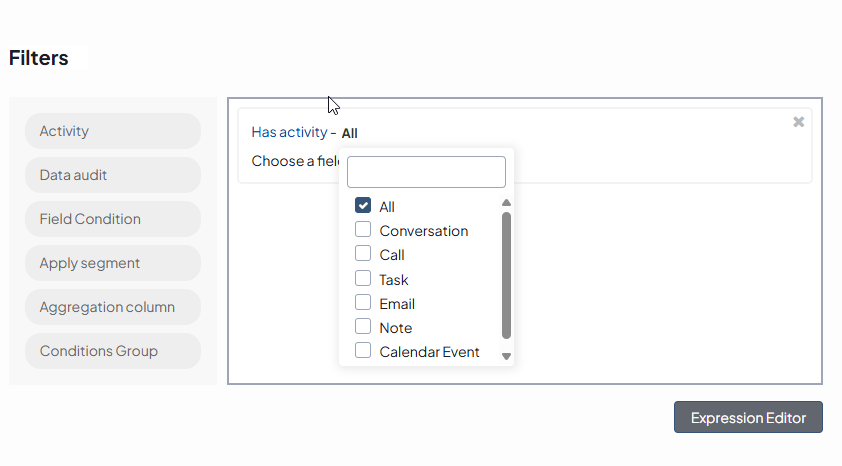 Filters
Activity
Data audit
Field Condition
Apply segment
Aggregation column
Conditions Group
Has activity - All
Choose a fiel
All
Conversation
Call
Task
Email
Note
Calendar Event
Expression Editor